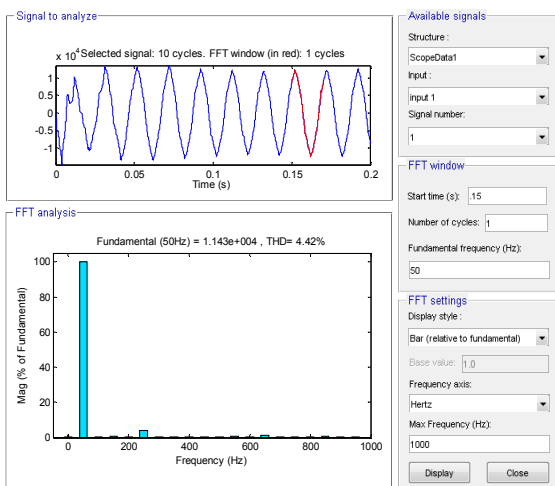 Signal to analyze
x 10^4 Selected signal: 10 cycles. FFT window (in red): 1 cycles
1
0.5
0
-0.5
-1
0 0.05 0.1 0.15 0.2
Time (s)
FFT analysis
Fundamental (50Hz) = 1.143e+004 , THD= 4.42%
100
80
60
40
20
0
0 200 400 600 800 1000
Mag (% of Fundamental)
Frequency (Hz)
Available signals
Structure :
ScopeData1
Input :
input 1
Signal number:
1
FFT window
Start time (s): .15
Number of cycles: 1
Fundamental frequency (Hz):
50
FFT settings
Display style :
Bar (relative to fundamental)
Base value: 1.0
Frequency axis:
Hertz
Max Frequency (Hz):
1000
Display Close